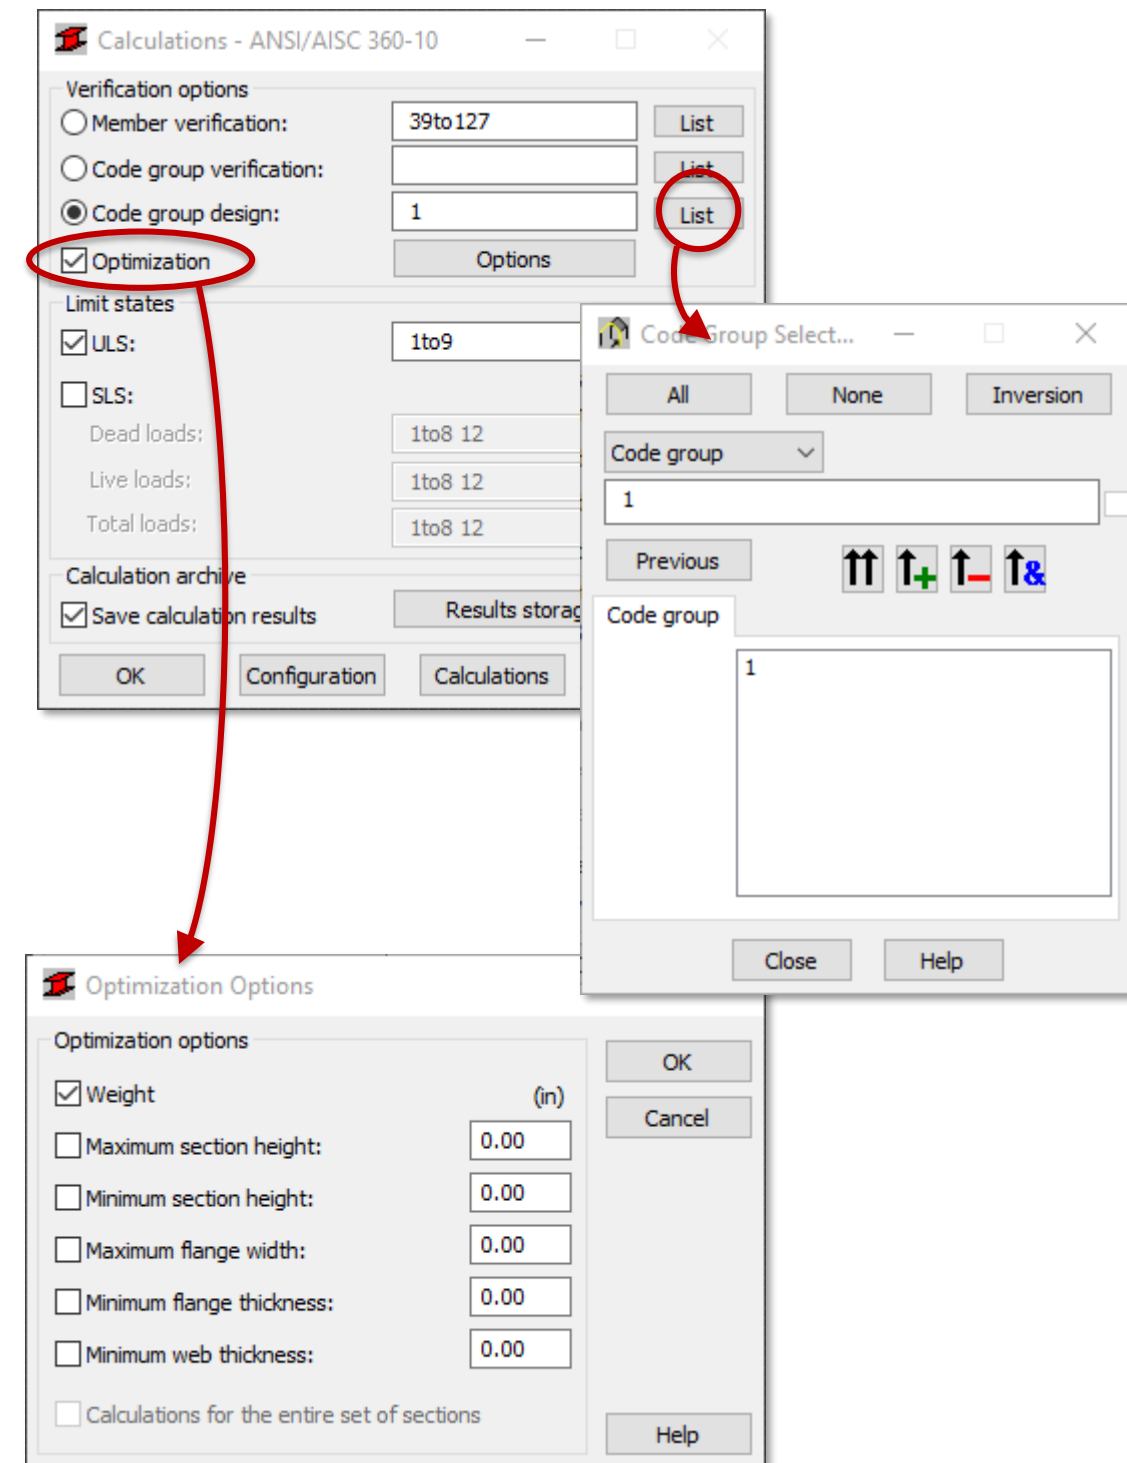 Calculations - ANSI/AISC 360-10
Verification options
Member verification: 39to127 List
Code group verification: List
Code group design: 1 List
Optimization Options
Limit states
ULS: 1to9
SLS:
Dead loads: 1to8 12
Live loads: 1to8 12
Total loads: 1to8 12
Calculation archive
Save calculation results Results storag
OK Configuration Calculations
Code Group Select...
All None Inversion
Code group
1
Previous
+ - &
Code group
1
Close Help
Optimization Options
Optimization options
OK
Weight (in)
Cancel
Maximum section height: 0.00
Minimum section height: 0.00
Maximum flange width: 0.00
Minimum flange thickness: 0.00
Minimum web thickness: 0.00
Calculations for the entire set of sections
Help